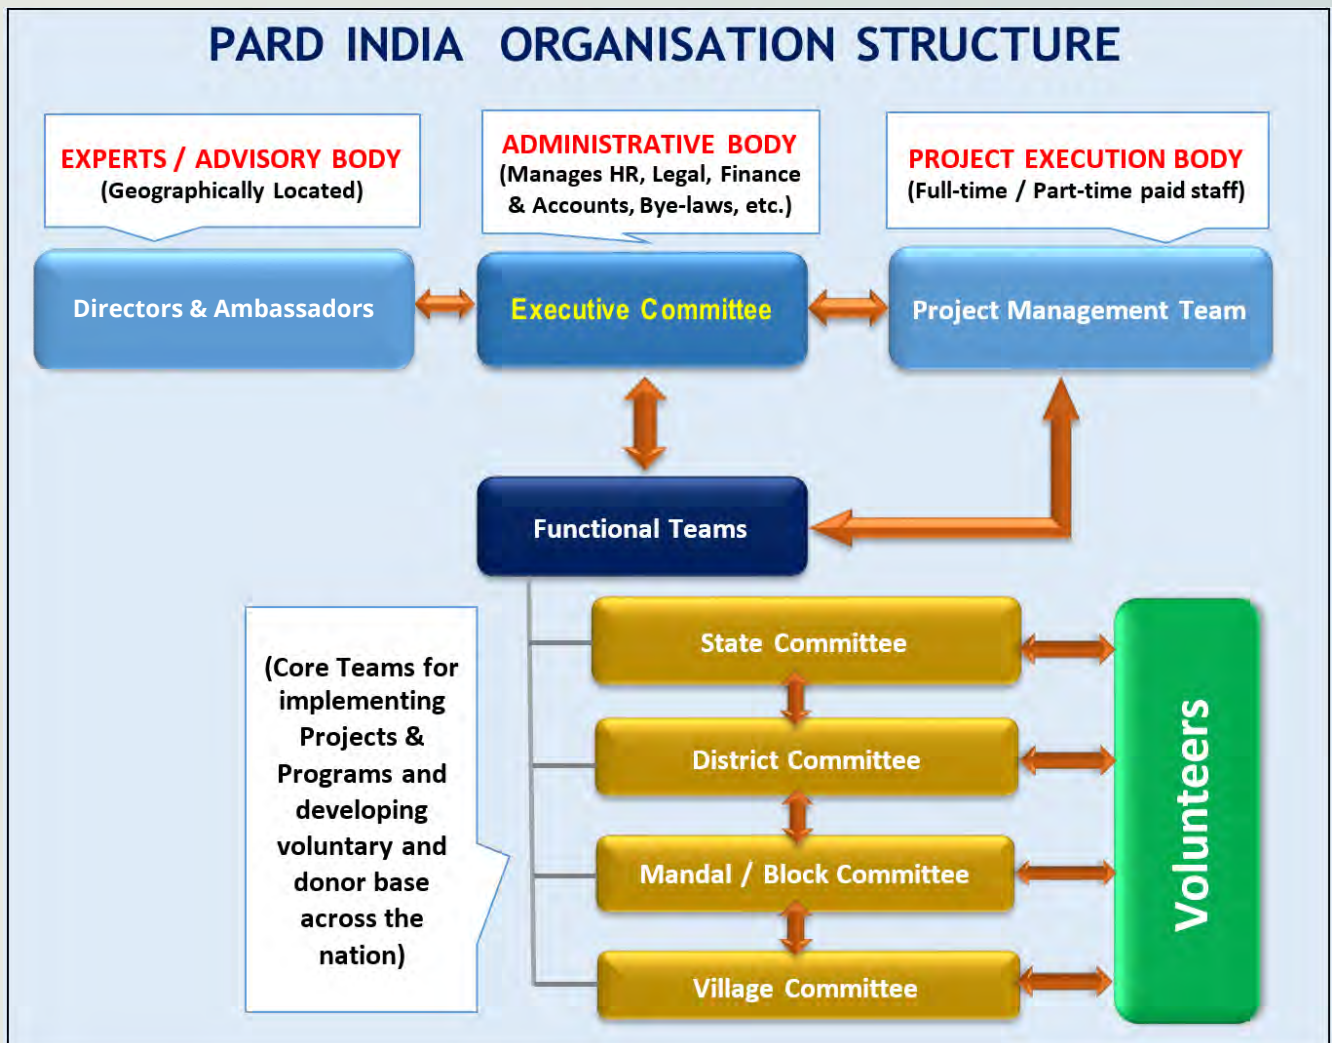 PARD INDIA ORGANISATION STRUCTURE
EXPERTS / ADVISORY BODY
(Geographically Located)
ADMINISTRATIVE BODY
(Manages HR, Legal, Finance
& Accounts, Bye-laws, etc.)
PROJECT EXECUTION BODY
(Full-time / Part-time paid staff)
Directors & Ambassadors
Executive Committee
Project Management Team
Functional Teams
(Core Teams for
implementing
Projects &
Programs and
developing
voluntary and
donor base
across the
nation)
State Committee
District Committee
Mandal / Block Committee
Village Committee
Volunteers